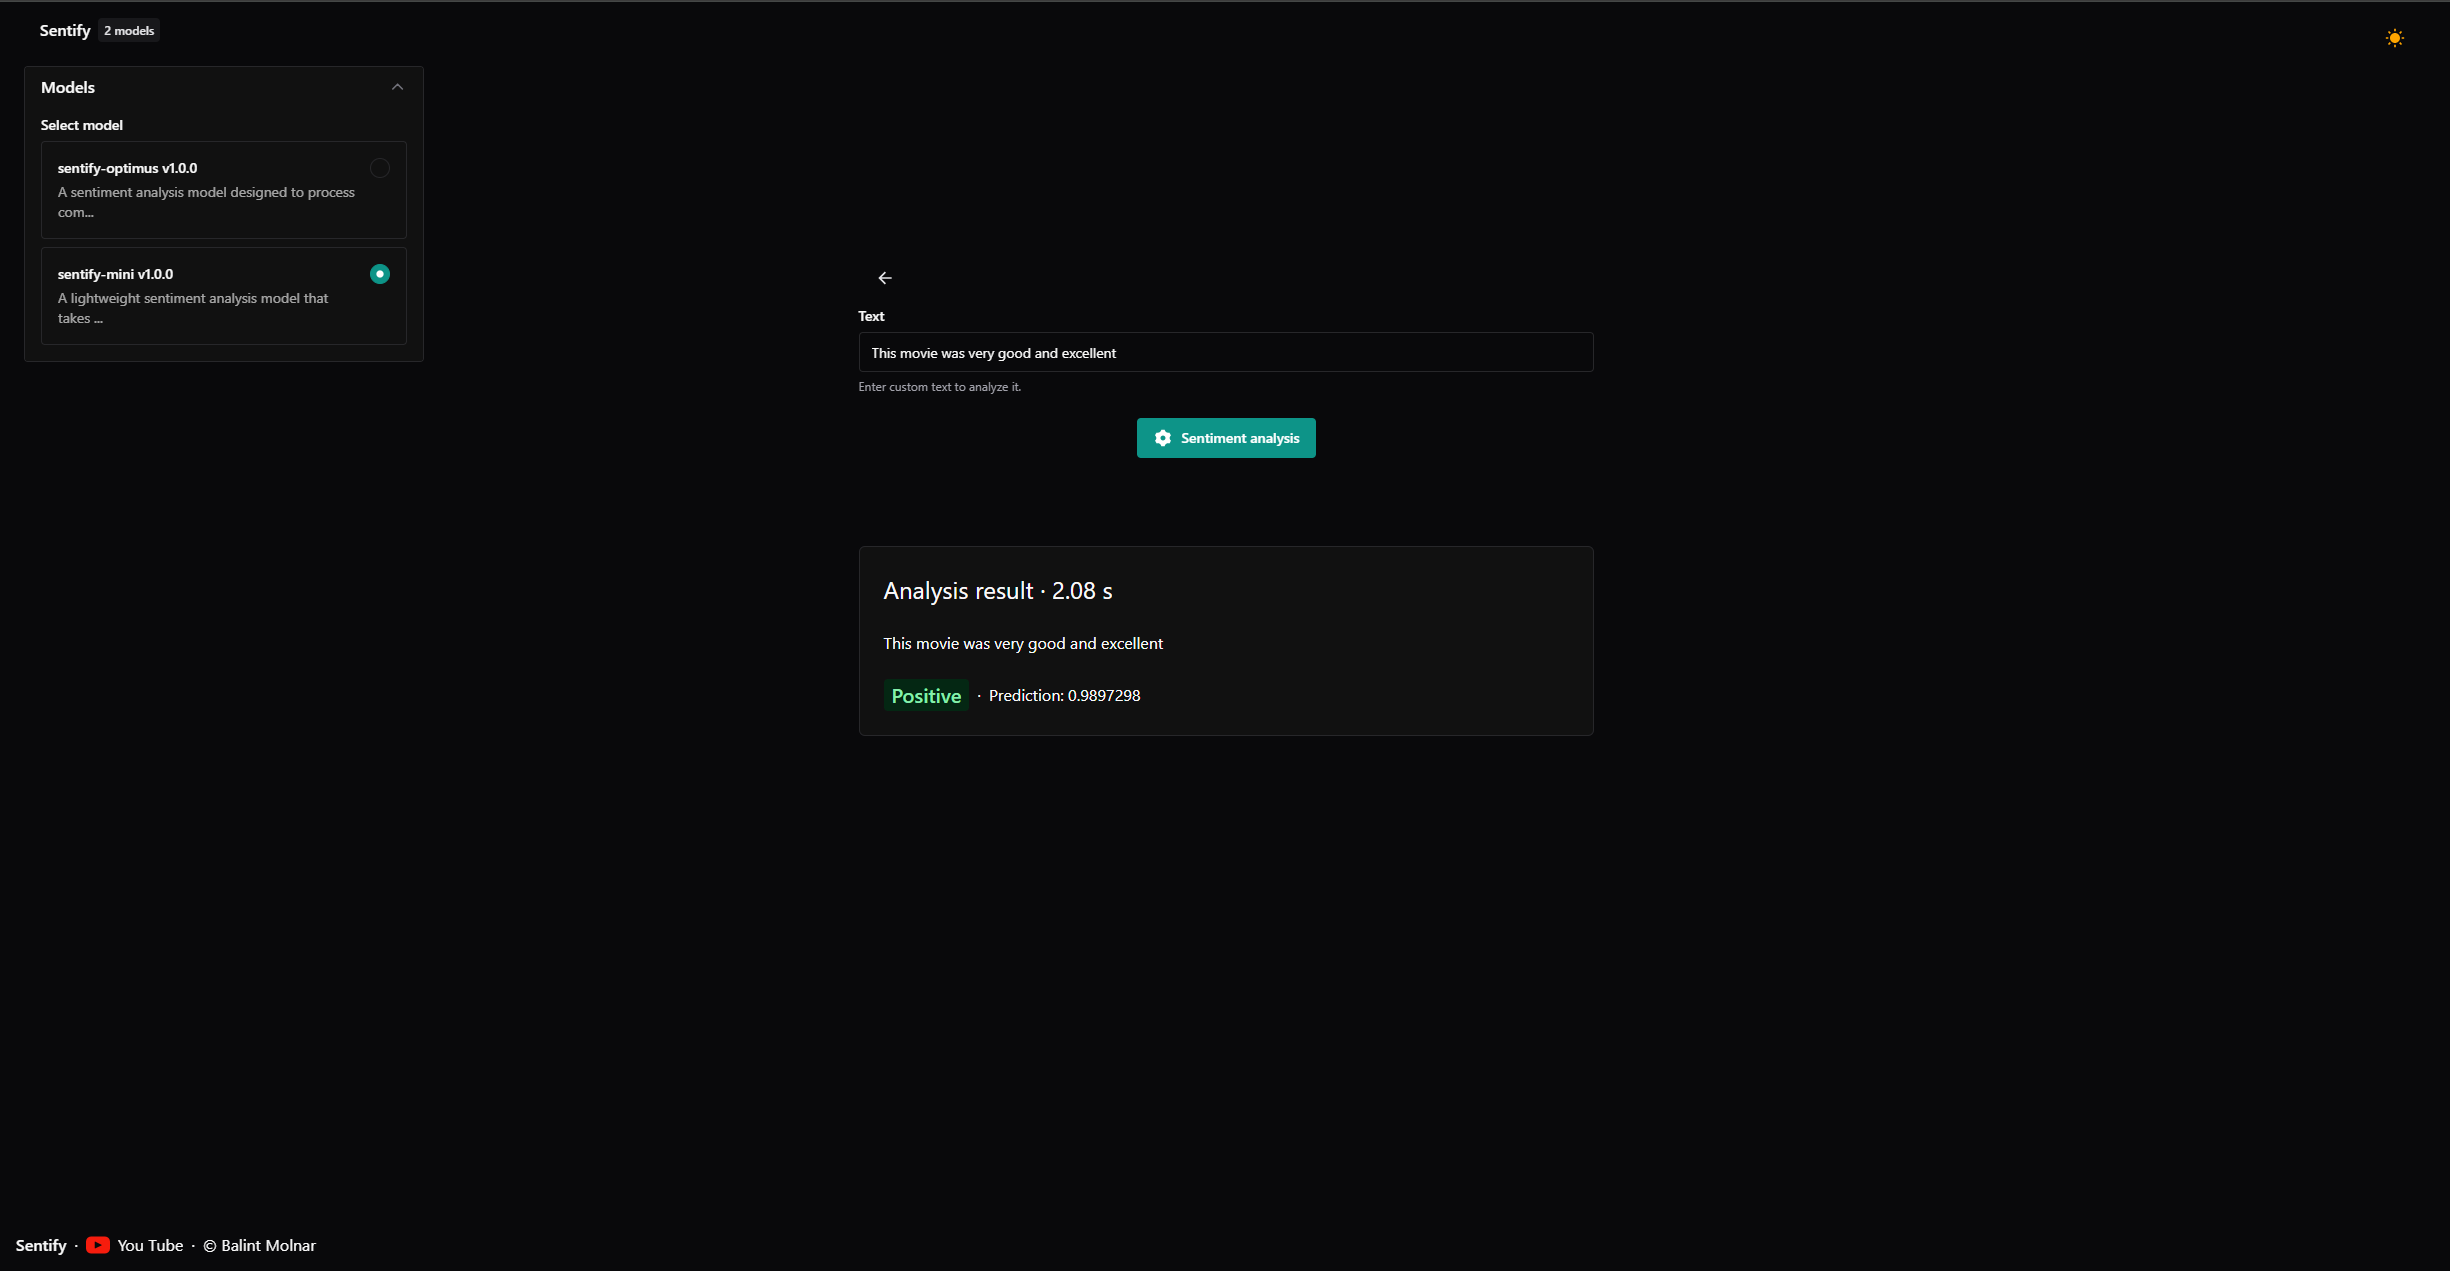 Sentify 2 models
Models
Select model
sentify-optimus v1.0.0
A sentiment analysis model designed to process
com...
sentify-mini v1.0.0
A lightweight sentiment analysis model that
takes ...
Text
This movie was very good and excellent
Enter custom text to analyze it.
Sentiment analysis
Analysis result · 2.08 s
This movie was very good and excellent
Positive · Prediction: 0.9897298
Sentify · You Tube · © Balint Molnar